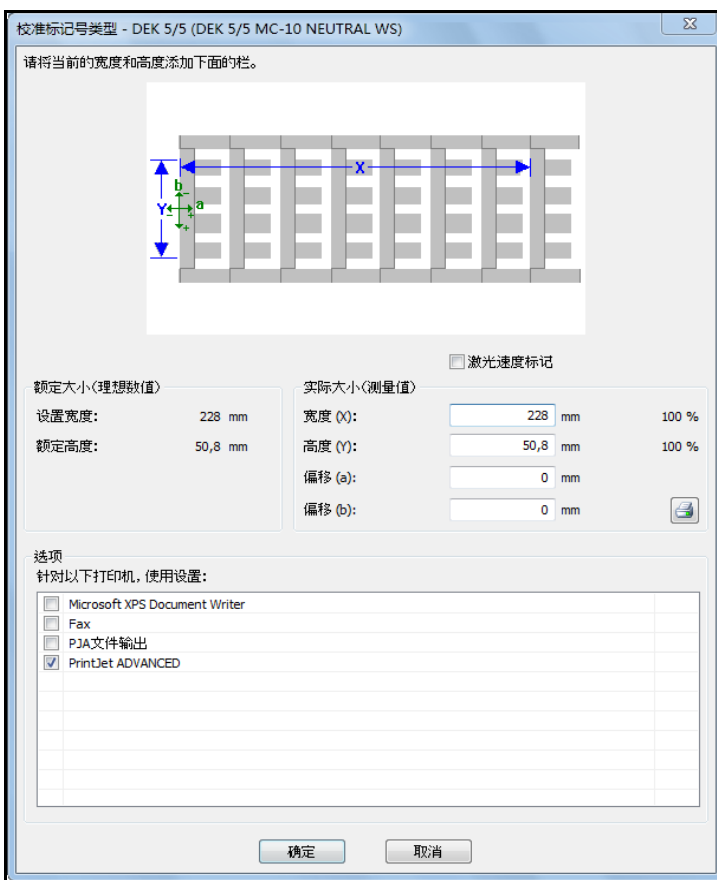 校准标记号类型 - DEK 5/5 (DEK 5/5 MC-10 NEUTRAL WS)
请将当前的宽度和高度添加下面的栏。
X
b
Y
a
激光速度标记
额定大小(理想数值)
设置宽度: 228 mm
额定高度: 50,8 mm
实际大小(测量值)
宽度 (X): 228 mm 100 %
高度 (Y): 50,8 mm 100 %
偏移 (a): 0 mm
偏移 (b): 0 mm
选项
针对以下打印机, 使用设置:
Microsoft XPS Document Writer
Fax
PJA文件输出
PrintJet ADVANCED
确定 取消